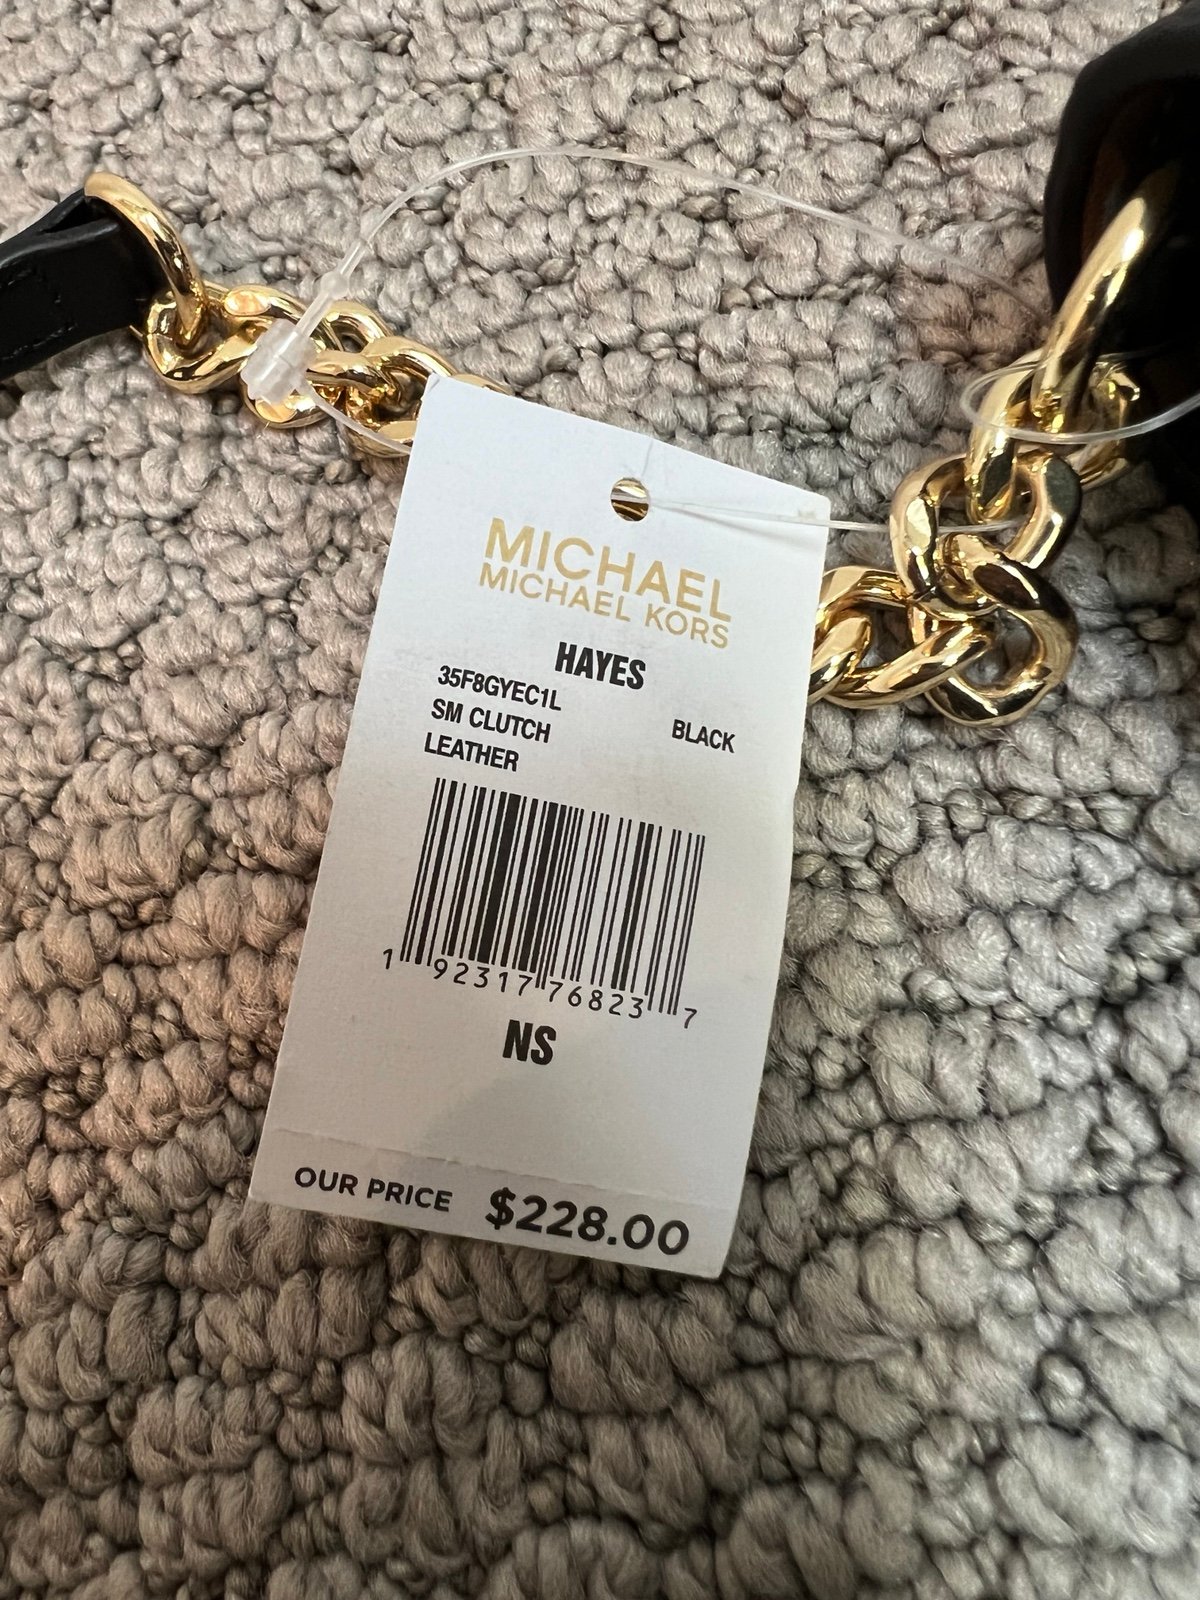 MICHAEL
MICHAEL KORS
HAYES
35F8GYEC1L
SM CLUTCH BLACK
LEATHER
1 92317 76823 7
NS
OUR PRICE $228.00